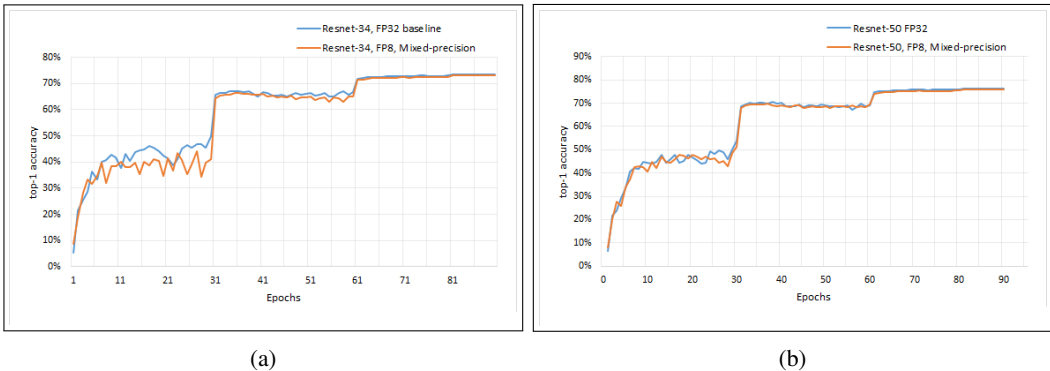 Resnet-34, FP32 baseline
Resnet-34, FP8, Mixed-precision
80%
70%
60%
50%
40%
30%
20%
10%
0%
top-1 accuracy
1 11 21 31 41 51 61 71 81
Epochs
(a)
Resnet-50 FP32
Resnet-50, FP8, Mixed-precision
90%
80%
70%
60%
50%
40%
30%
20%
10%
0%
top-1 accuracy
0 10 20 30 40 50 60 70 80 90
Epochs
(b)